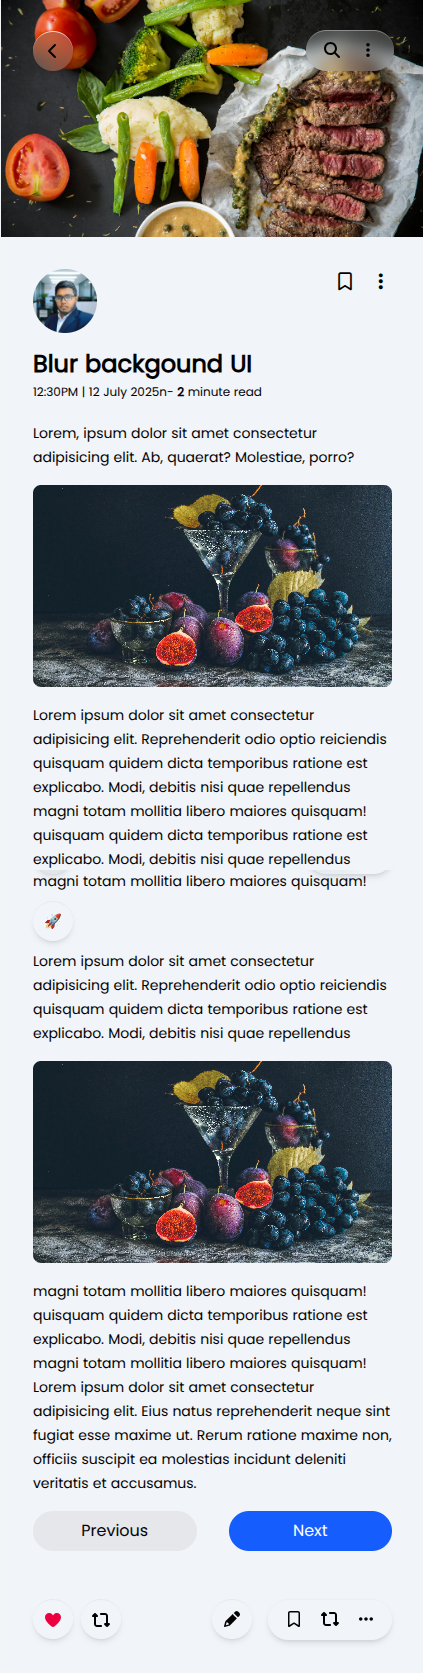 Blur backgound UI
12:30PM | 12 July 2025n- 2 minute read
Lorem, ipsum dolor sit amet consectetur
adipisicing elit. Ab, quaerat? Molestiae, porro?
Lorem ipsum dolor sit amet consectetur
adipisicing elit. Reprehenderit odio optio reiciendis
quisquam quidem dicta temporibus ratione est
explicabo. Modi, debitis nisi quae repellendus
magni totam mollitia libero maiores quisquam!
quisquam quidem dicta temporibus ratione est
explicabo. Modi, debitis nisi quae repellendus
magni totam mollitia libero maiores quisquam!
Lorem ipsum dolor sit amet consectetur
adipisicing elit. Reprehenderit odio optio reiciendis
quisquam quidem dicta temporibus ratione est
explicabo. Modi, debitis nisi quae repellendus
magni totam mollitia libero maiores quisquam!
quisquam quidem dicta temporibus ratione est
explicabo. Modi, debitis nisi quae repellendus
magni totam mollitia libero maiores quisquam!
Lorem ipsum dolor sit amet consectetur
adipisicing elit. Eius natus reprehenderit neque sint
fugiat esse maxime ut. Rerum ratione maxime non,
officiis suscipit ea molestias incidunt deleniti
veritatis et accusamus.
Previous Next